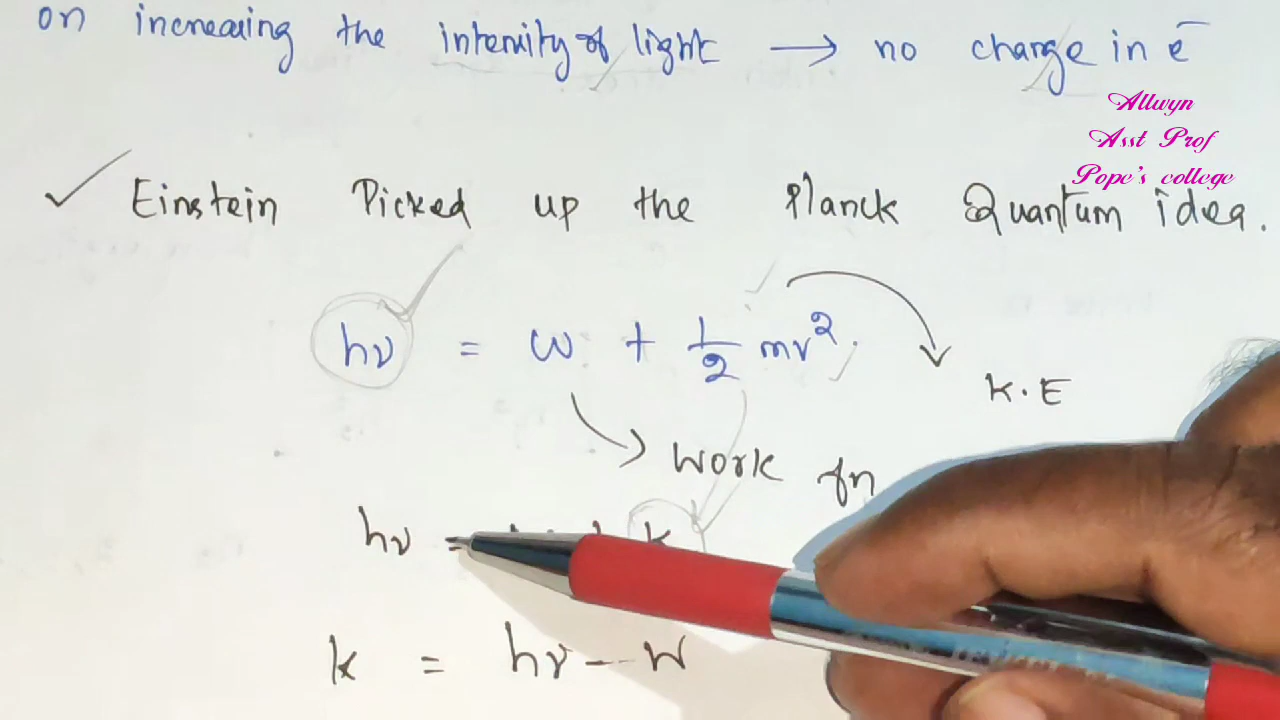 on increasing the intensity of light → no change in e⁻
Allwyn
Asst Prof
Pope's college
✓ Einstein Picked up the Planck Quantum idea.
hν = w + 1/2 mv²
K.E
work fn
hν = k
k = hν - w